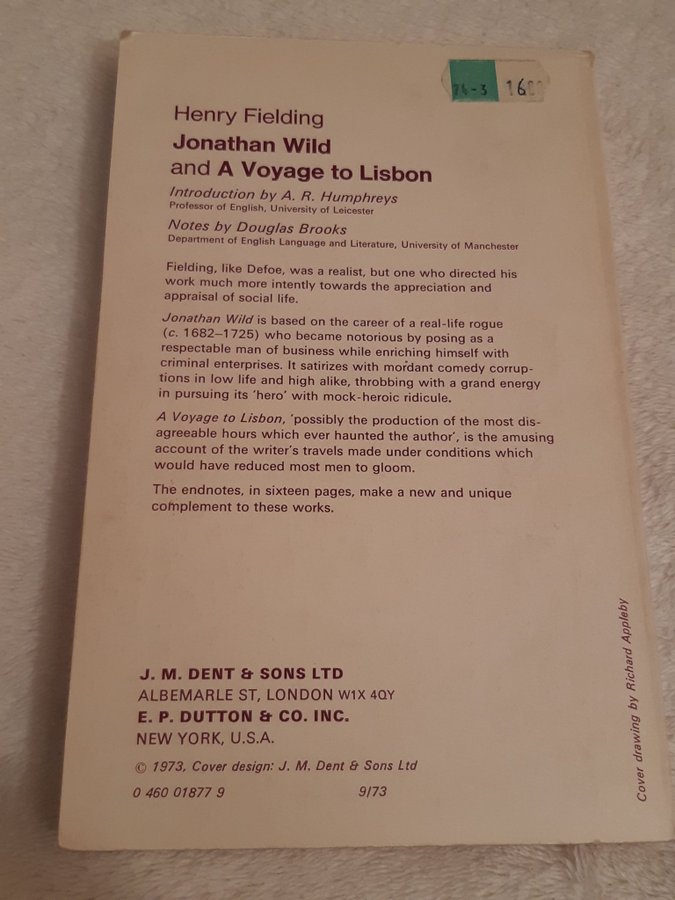 74-3 16
Henry Fielding
Jonathan Wild
and A Voyage to Lisbon
Introduction by A. R. Humphreys
Professor of English, University of Leicester
Notes by Douglas Brooks
Department of English Language and Literature, University of Manchester
Fielding, like Defoe, was a realist, but one who directed his
work much more intently towards the appreciation and
appraisal of social life.
Jonathan Wild is based on the career of a real-life rogue
(c. 1682–1725) who became notorious by posing as a
respectable man of business while enriching himself with
criminal enterprises. It satirizes with mordant comedy corrup-
tions in low life and high alike, throbbing with a grand energy
in pursuing its 'hero' with mock-heroic ridicule.
A Voyage to Lisbon, 'possibly the production of the most dis-
agreeable hours which ever haunted the author', is the amusing
account of the writer's travels made under conditions which
would have reduced most men to gloom.
The endnotes, in sixteen pages, make a new and unique
complement to these works.
J. M. DENT & SONS LTD
ALBEMARLE ST, LONDON W1X 4QY
E. P. DUTTON & CO. INC.
NEW YORK, U.S.A.
© 1973, Cover design: J. M. Dent & Sons Ltd
0 460 01877 9 9/73
Cover drawing by Richard Appleby